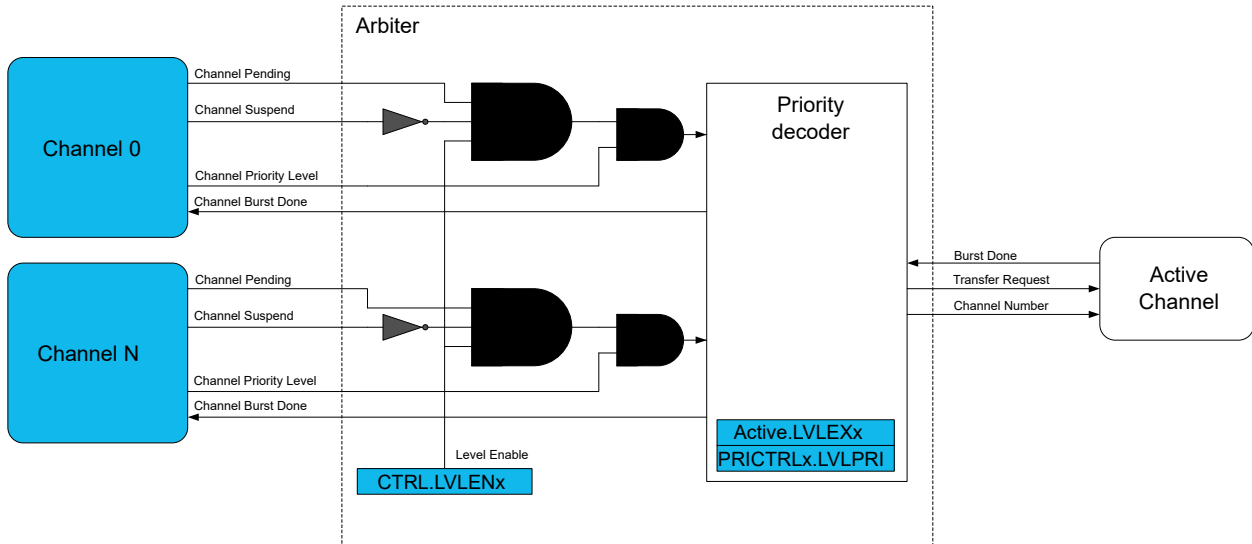 Arbiter
Channel 0
Channel Pending
Channel Suspend
Channel Priority Level
Channel Burst Done
Priority
decoder
Burst Done
Transfer Request
Channel Number
Active
Channel
Channel N
Channel Pending
Channel Suspend
Channel Priority Level
Channel Burst Done
Level Enable
CTRL.LVLENx
Active.LVLEXx
PRICTRLx.LVLPRI